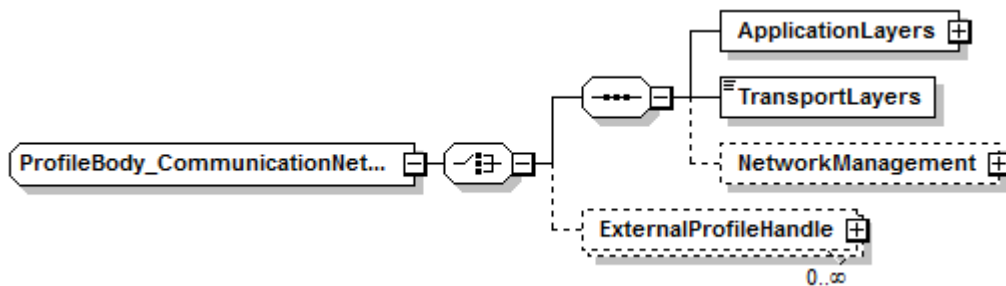 ApplicationLayers
TransportLayers
ProfileBody_CommunicationNet...
NetworkManagement
ExternalProfileHandle
0..∞